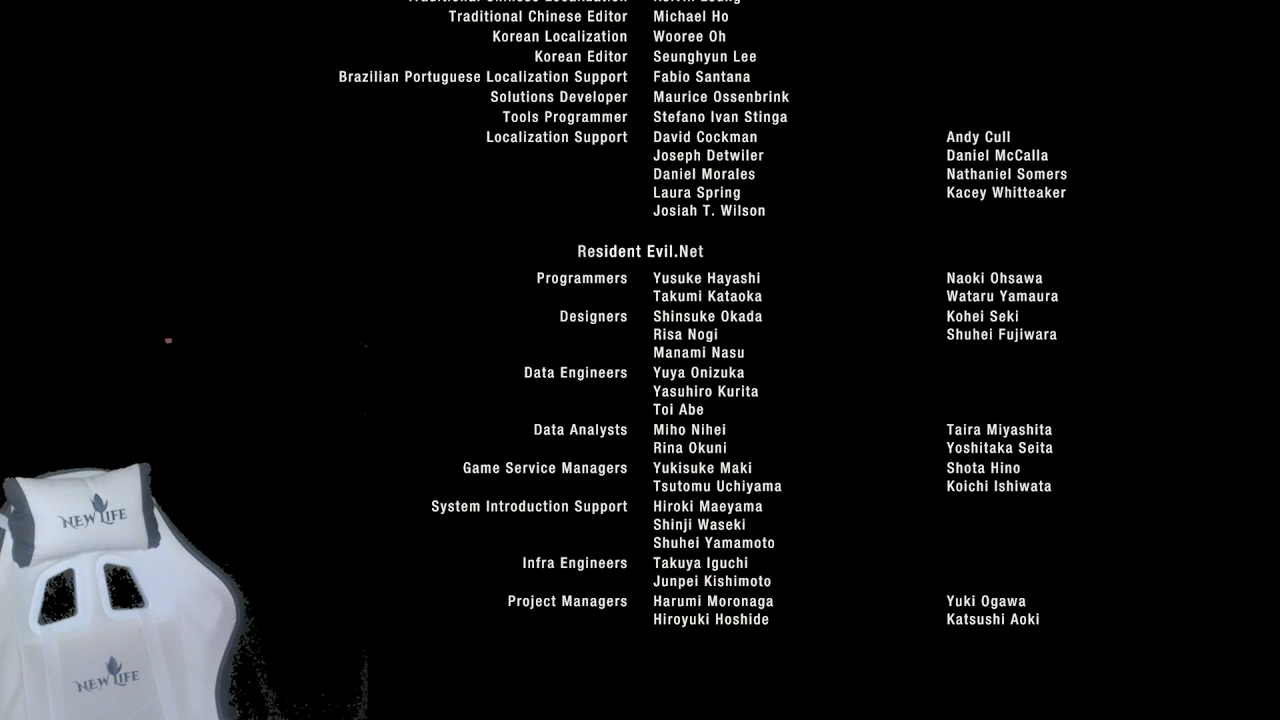 Traditional Chinese Editor Michael Ho
Korean Localization Wooree Oh
Korean Editor Seunghyun Lee
Brazilian Portuguese Localization Support Fabio Santana
Solutions Developer Maurice Ossenbrink
Tools Programmer Stefano Ivan Stinga
Localization Support David Cockman Andy Cull
Joseph Detwiler Daniel McCalla
Daniel Morales Nathaniel Somers
Laura Spring Kacey Whitteaker
Josiah T. Wilson
Resident Evil.Net
Programmers Yusuke Hayashi Naoki Ohsawa
Takumi Kataoka Wataru Yamaura
Designers Shinsuke Okada Kohei Seki
Risa Nogi Shuhei Fujiwara
Manami Nasu
Data Engineers Yuya Onizuka
Yasuhiro Kurita
Toi Abe
Data Analysts Miho Nihei Taira Miyashita
Rina Okuni Yoshitaka Seita
Game Service Managers Yukisuke Maki Shota Hino
Tsutomu Uchiyama Koichi Ishiwata
System Introduction Support Hiroki Maeyama
Shinji Waseki
Shuhei Yamamoto
Infra Engineers Takuya Iguchi
Junpei Kishimoto
Project Managers Harumi Moronaga Yuki Ogawa
Hiroyuki Hoshide Katsushi Aoki
NEW LIFE
NEW LIFE